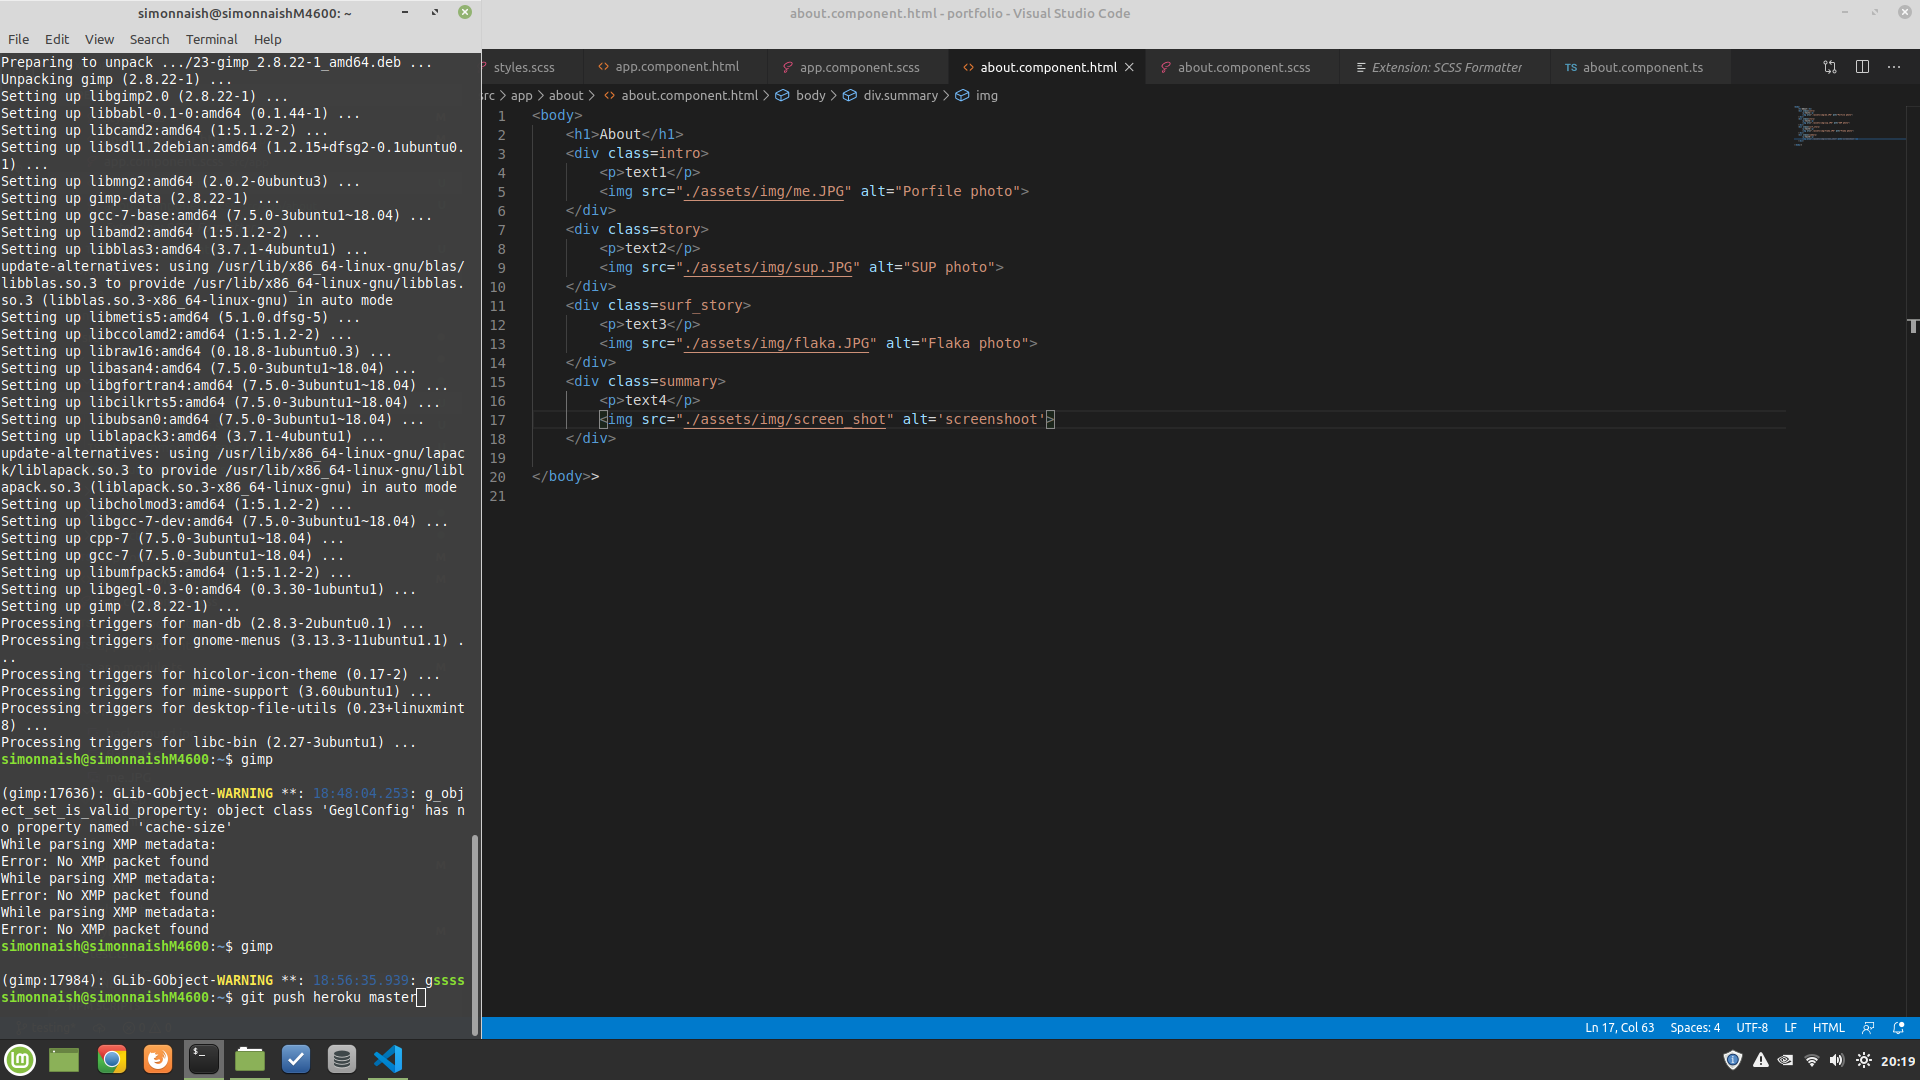 simonnaish@simonnaishM4600: ~
File Edit View Search Terminal Help
Preparing to unpack .../23-gimp_2.8.22-1_amd64.deb ...
Unpacking gimp (2.8.22-1) ...
Setting up libgimp2.0 (2.8.22-1) ...
Setting up libbabl-0.1-0:amd64 (0.1.44-1) ...
Setting up libcamd2:amd64 (1:5.1.2-2) ...
Setting up libsdl1.2debian:amd64 (1.2.15+dfsg2-0.1ubuntu0.
1) ...
Setting up libmng2:amd64 (2.0.2-0ubuntu3) ...
Setting up gimp-data (2.8.22-1) ...
Setting up gcc-7-base:amd64 (7.5.0-3ubuntu1~18.04) ...
Setting up libamd2:amd64 (1:5.1.2-2) ...
Setting up libblas3:amd64 (3.7.1-4ubuntu1) ...
update-alternatives: using /usr/lib/x86_64-linux-gnu/blas/
libblas.so.3 to provide /usr/lib/x86_64-linux-gnu/libblas.
so.3 (libblas.so.3-x86_64-linux-gnu) in auto mode
Setting up libmetis5:amd64 (5.1.0.dfsg-5) ...
Setting up libccolamd2:amd64 (1:5.1.2-2) ...
Setting up libraw16:amd64 (0.18.8-1ubuntu0.3) ...
Setting up libasan4:amd64 (7.5.0-3ubuntu1~18.04) ...
Setting up libgfortran4:amd64 (7.5.0-3ubuntu1~18.04) ...
Setting up libcilkrts5:amd64 (7.5.0-3ubuntu1~18.04) ...
Setting up libubsan0:amd64 (7.5.0-3ubuntu1~18.04) ...
Setting up liblapack3:amd64 (3.7.1-4ubuntu1) ...
update-alternatives: using /usr/lib/x86_64-linux-gnu/lapac
k/liblapack.so.3 to provide /usr/lib/x86_64-linux-gnu/libl
apack.so.3 (liblapack.so.3-x86_64-linux-gnu) in auto mode
Setting up libcholmod3:amd64 (1:5.1.2-2) ...
Setting up libgcc-7-dev:amd64 (7.5.0-3ubuntu1~18.04) ...
Setting up cpp-7 (7.5.0-3ubuntu1~18.04) ...
Setting up gcc-7 (7.5.0-3ubuntu1~18.04) ...
Setting up libumfpack5:amd64 (1:5.1.2-2) ...
Setting up libgegl-0.3-0:amd64 (0.3.30-1ubuntu1) ...
Setting up gimp (2.8.22-1) ...
Processing triggers for man-db (2.8.3-2ubuntu0.1) ...
Processing triggers for gnome-menus (3.13.3-11ubuntu1.1) .
..
Processing triggers for hicolor-icon-theme (0.17-2) ...
Processing triggers for mime-support (3.60ubuntu1) ...
Processing triggers for desktop-file-utils (0.23+linuxmint
8) ...
Processing triggers for libc-bin (2.27-3ubuntu1) ...
simonnaish@simonnaishM4600:~$ gimp
(gimp:17636): GLib-GObject-WARNING **: 18:48:04.253: g_obj
ect_set_is_valid_property: object class 'GeglConfig' has n
o property named 'cache-size'
While parsing XMP metadata:
Error: No XMP packet found
While parsing XMP metadata:
Error: No XMP packet found
While parsing XMP metadata:
Error: No XMP packet found
simonnaish@simonnaishM4600:~$ gimp
(gimp:17984): GLib-GObject-WARNING **: 18:56:35.939: gssss
simonnaish@simonnaishM4600:~$ git push heroku master
about.component.html - portfolio - Visual Studio Code
styles.scss app.component.html app.component.scss about.component.html about.component.scss Extension: SCSS Formatter TS about.component.ts
src > app > about > about.component.html > body > div.summary > img
1 <body>
2 <h1>About</h1>
3 <div class=intro>
4 <p>text1</p>
5 <img src="./assets/img/me.JPG" alt="Porfile photo">
6 </div>
7 <div class=story>
8 <p>text2</p>
9 <img src="./assets/img/sup.JPG" alt="SUP photo">
10 </div>
11 <div class=surf_story>
12 <p>text3</p>
13 <img src="./assets/img/flaka.JPG" alt="Flaka photo">
14 </div>
15 <div class=summary>
16 <p>text4</p>
17 <img src="./assets/img/screen_shot" alt='screenshoot'>
18 </div>
19
20 </body>>
21
Ln 17, Col 63 Spaces: 4 UTF-8 LF HTML
20:19